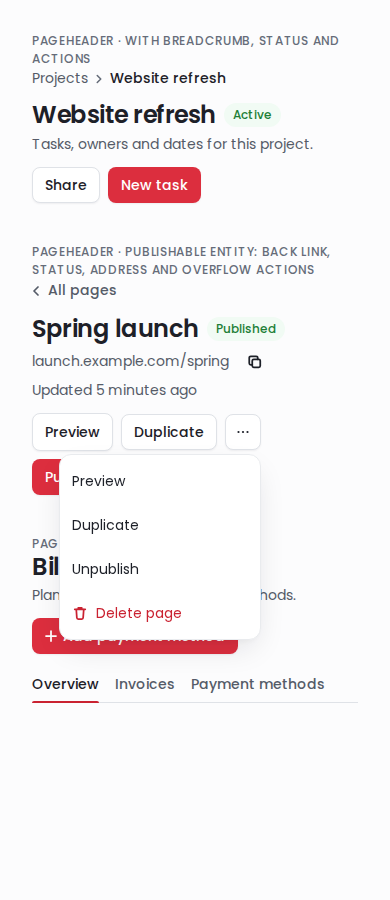 PAGEHEADER · WITH BREADCRUMB, STATUS AND
ACTIONS
Projects > Website refresh
Website refresh Active
Tasks, owners and dates for this project.
Share New task
PAGEHEADER · PUBLISHABLE ENTITY: BACK LINK,
STATUS, ADDRESS AND OVERFLOW ACTIONS
All pages
Spring launch Published
launch.example.com/spring
Updated 5 minutes ago
Preview Duplicate ...
Preview
Duplicate
Unpublish
Delete page
Overview Invoices Payment methods